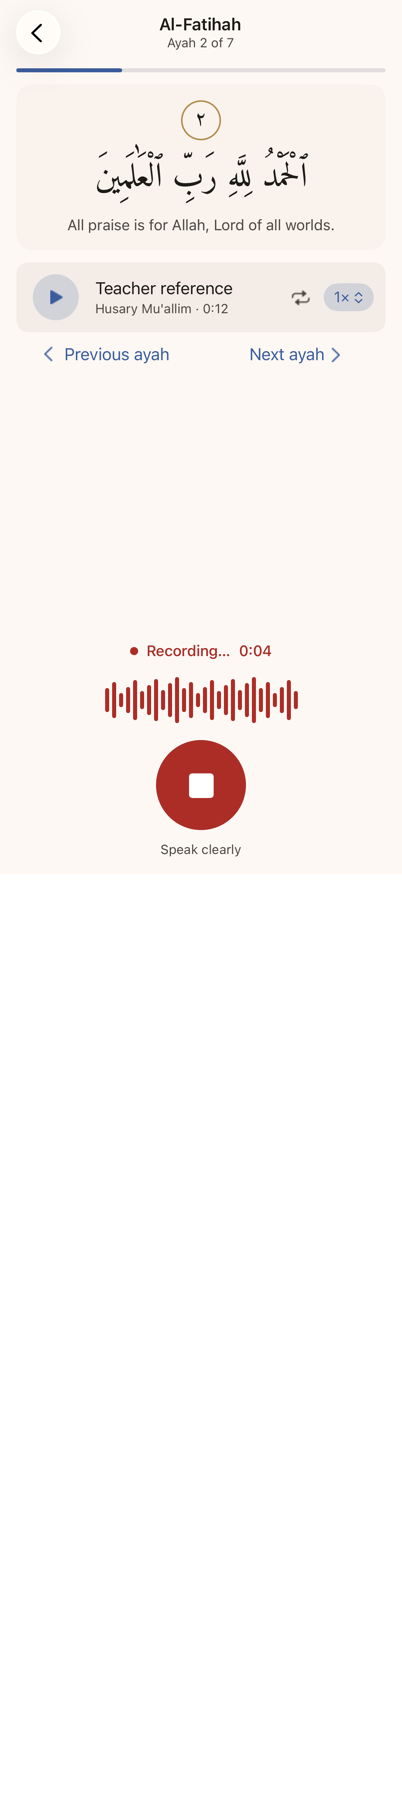 Al-Fatihah
Ayah 2 of 7
٢
ٱلْحَمْدُ لِلَّهِ رَبِّ ٱلْعَٰلَمِينَ
All praise is for Allah, Lord of all worlds.
Teacher reference
Husary Mu'allim · 0:12
1×
Previous ayah
Next ayah
Recording... 0:04
Speak clearly